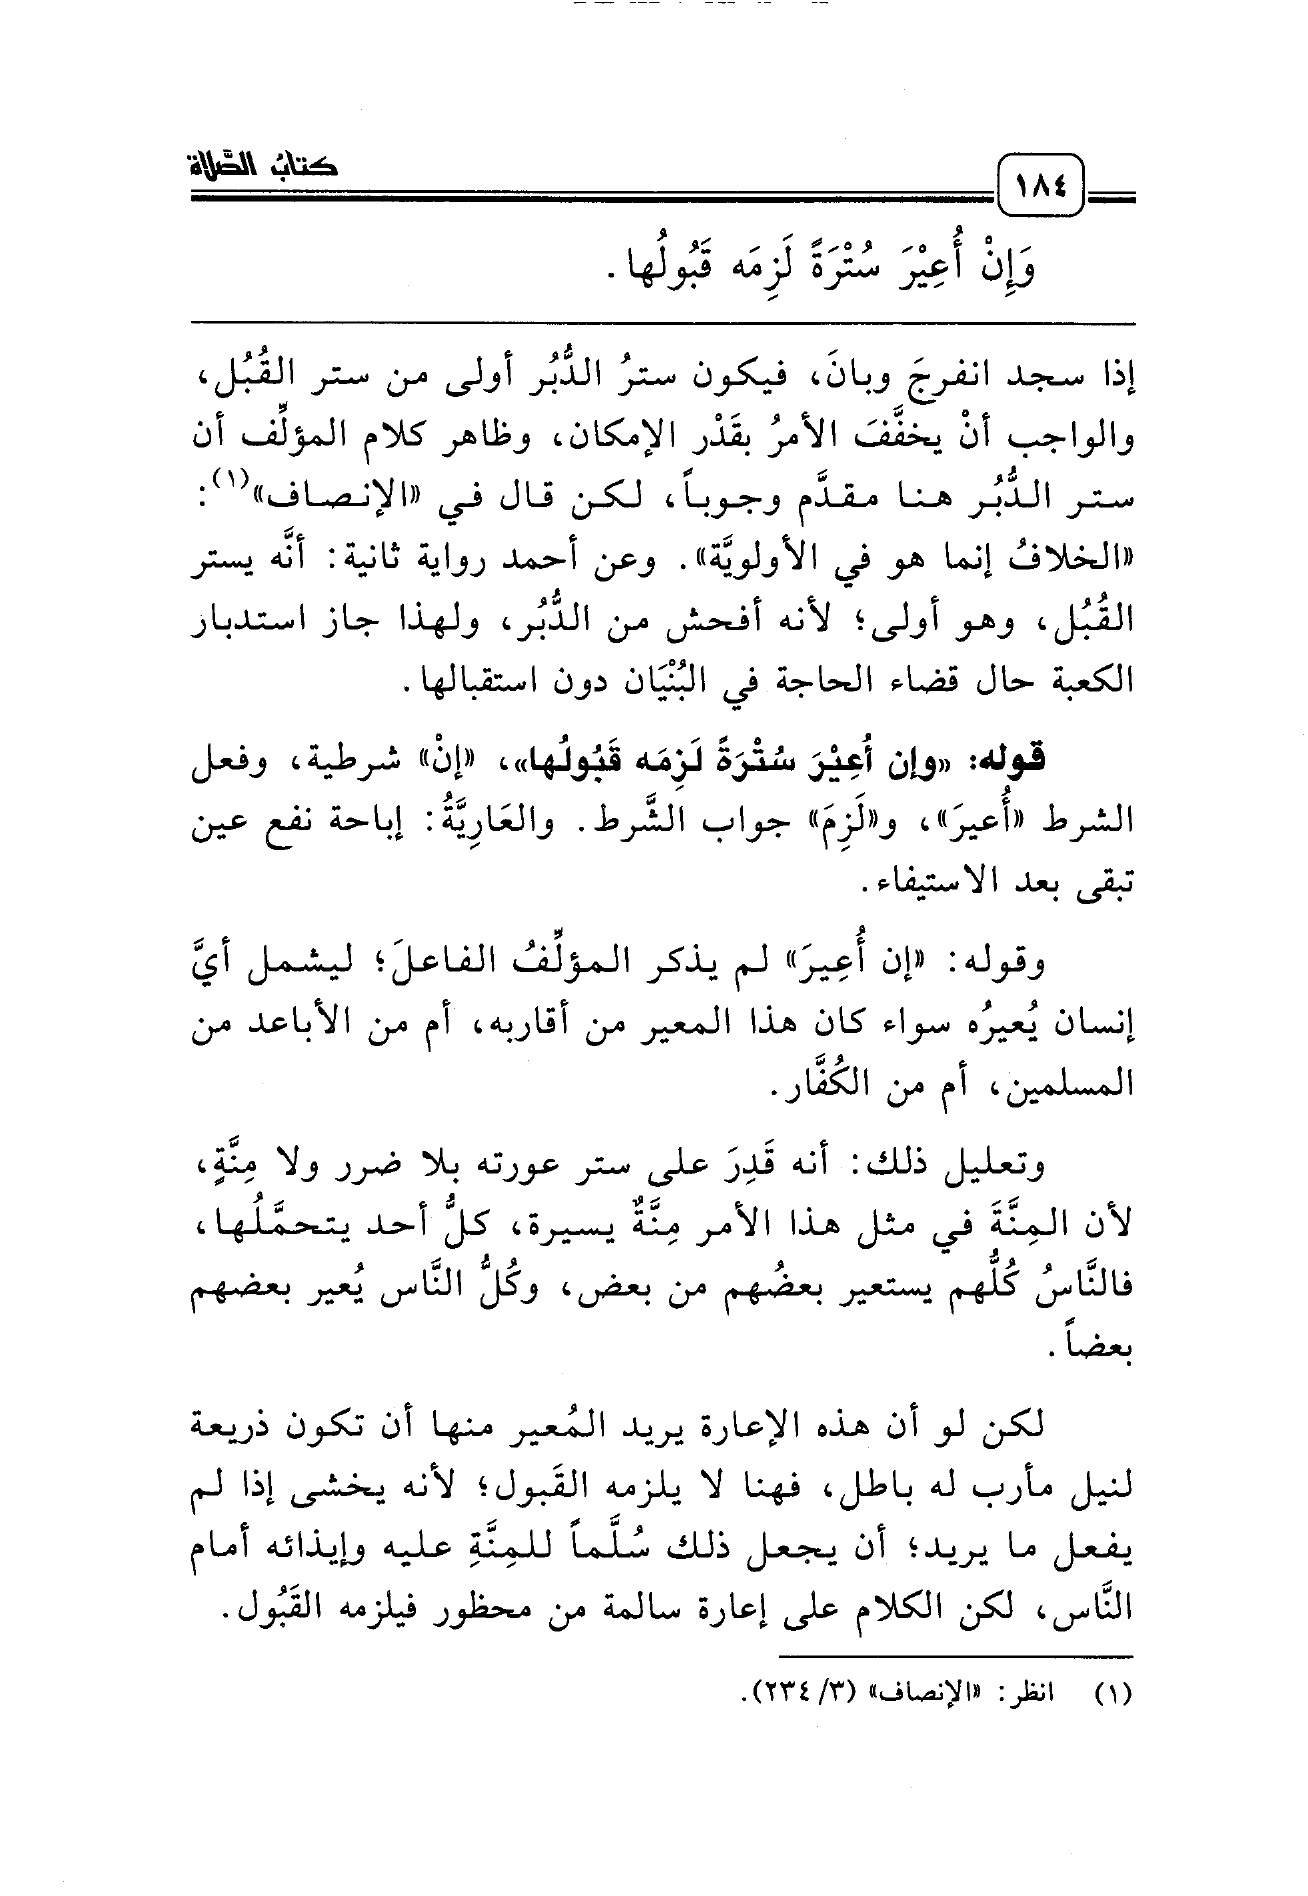 كتاب الصَّلاة
١٨٤
وَإِنْ أُعِيْرَ سُتْرَةً لَزِمَه قَبُولُها.
إذا سجد انفرجَ وبانَ، فيكون سترُ الدُّبُر أولى من ستر القُبُل،
والواجب أنْ يخفَّفَ الأمرُ بقَدْر الإمكان، وظاهر كلام المؤلِّف أن
ستر الدُّبُر هنا مقدَّم وجوباً، لكن قال في «الإنصاف»(١):
«الخلافُ إنما هو في الأولويَّة». وعن أحمد رواية ثانية: أنَّه يستر
القُبُل، وهو أولى؛ لأنه أفحش من الدُّبُر، ولهذا جاز استدبار
الكعبة حال قضاء الحاجة في البُنْيَان دون استقبالها.
قوله: «وإن أُعِيْرَ سُتْرَةً لَزِمَه قَبُولُها»، «إنْ» شرطية، وفعل
الشرط «أُعيرَ»، و«لَزِمَ» جواب الشَّرط. والعَارِيَّةُ: إباحة نفع عين
تبقى بعد الاستيفاء.
وقوله: «إن أُعِيرَ» لم يذكر المؤلِّفُ الفاعلَ؛ ليشمل أيَّ
إنسان يُعيرُه سواء كان هذا المعير من أقاربه، أم من الأباعد من
المسلمين، أم من الكُفَّار.
وتعليل ذلك: أنه قَدِرَ على ستر عورته بلا ضرر ولا مِنَّةٍ،
لأن المِنَّةَ في مثل هذا الأمر مِنَّةٌ يسيرة، كلُّ أحد يتحمَّلُها،
فالنَّاسُ كُلُّهم يستعير بعضُهم من بعض، وكُلُّ النَّاس يُعير بعضهم
بعضاً.
لكن لو أن هذه الإعارة يريد المُعير منها أن تكون ذريعة
لنيل مأرب له باطل، فهنا لا يلزمه القَبول؛ لأنه يخشى إذا لم
يفعل ما يريد؛ أن يجعل ذلك سُلَّماً للمِنَّةِ عليه وإيذائه أمام
النَّاس، لكن الكلام على إعارة سالمة من محظور فيلزمه القَبُول.
(١) انظر: «الإنصاف» (٣/ ٢٣٤).